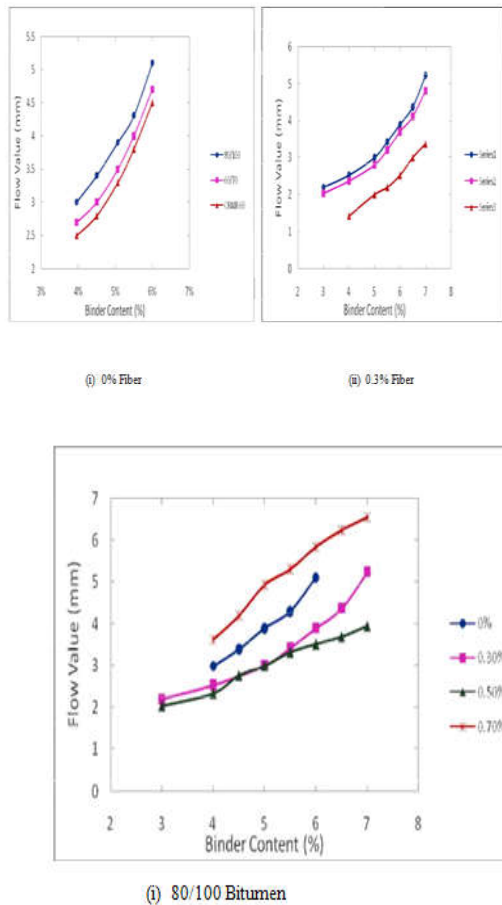 5.5
5
4.5
4
3.5
3
2.5
2
Flow Value (mm)
3% 4% 5% 6% 7%
Binder Content (%)
6
5
4
3
2
1
0
Flow Value (mm)
2 3 4 5 6 7 8
Binder Content (%)
Series1
Series2
Series3
(i) 0% Fiber
(ii) 0.3% Fiber
7
6
5
4
3
2
1
0
Flow Value (mm)
2 3 4 5 6 7 8
Binder Content (%)
0%
0.30%
0.50%
0.70%
(i) 80/100 Bitumen